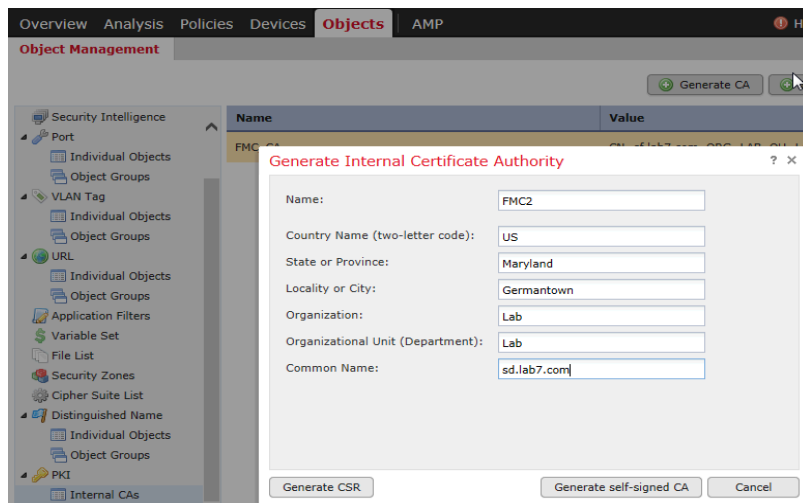 Overview Analysis Policies Devices Objects AMP
Object Management
Generate CA
Security Intelligence
Port
Individual Objects
Object Groups
VLAN Tag
Individual Objects
Object Groups
URL
Individual Objects
Object Groups
Application Filters
Variable Set
File List
Security Zones
Cipher Suite List
Distinguished Name
Individual Objects
Object Groups
PKI
Internal CAs
Name Value
Generate Internal Certificate Authority ? ×
Name: FMC2
Country Name (two-letter code): US
State or Province: Maryland
Locality or City: Germantown
Organization: Lab
Organizational Unit (Department): Lab
Common Name: sd.lab7.com
Generate CSR Generate self-signed CA Cancel